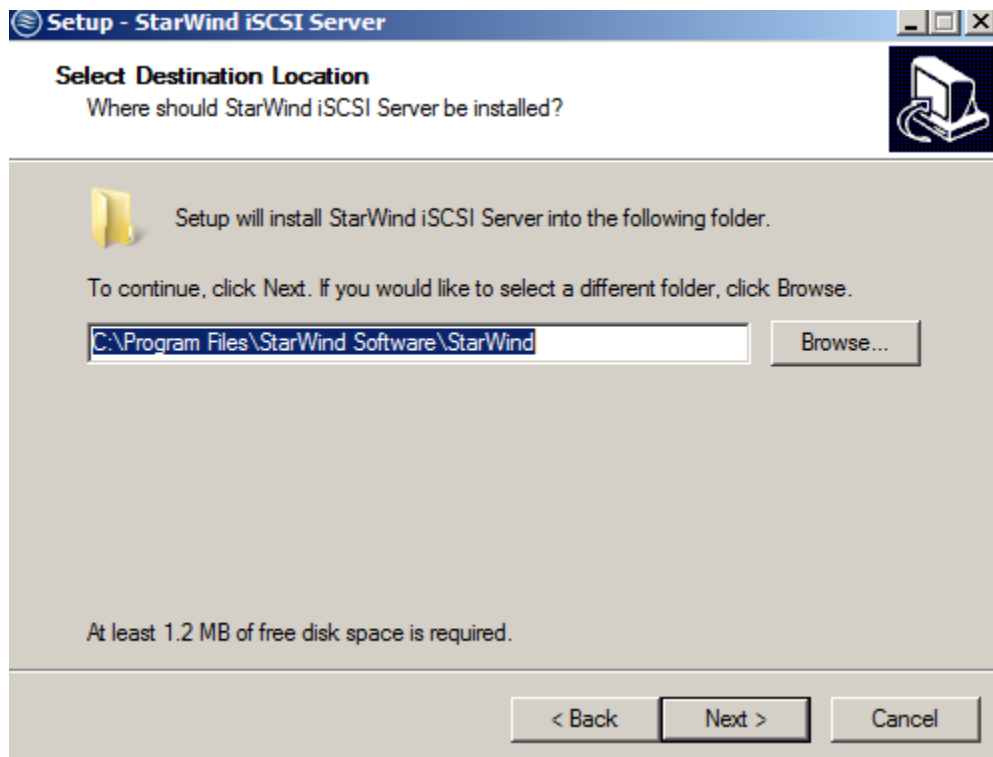 Setup - StarWind iSCSI Server
Select Destination Location
Where should StarWind iSCSI Server be installed?
Setup will install StarWind iSCSI Server into the following folder.
To continue, click Next. If you would like to select a different folder, click Browse.
C:\Program Files\StarWind Software\StarWind
Browse...
At least 1.2 MB of free disk space is required.
< Back
Next >
Cancel